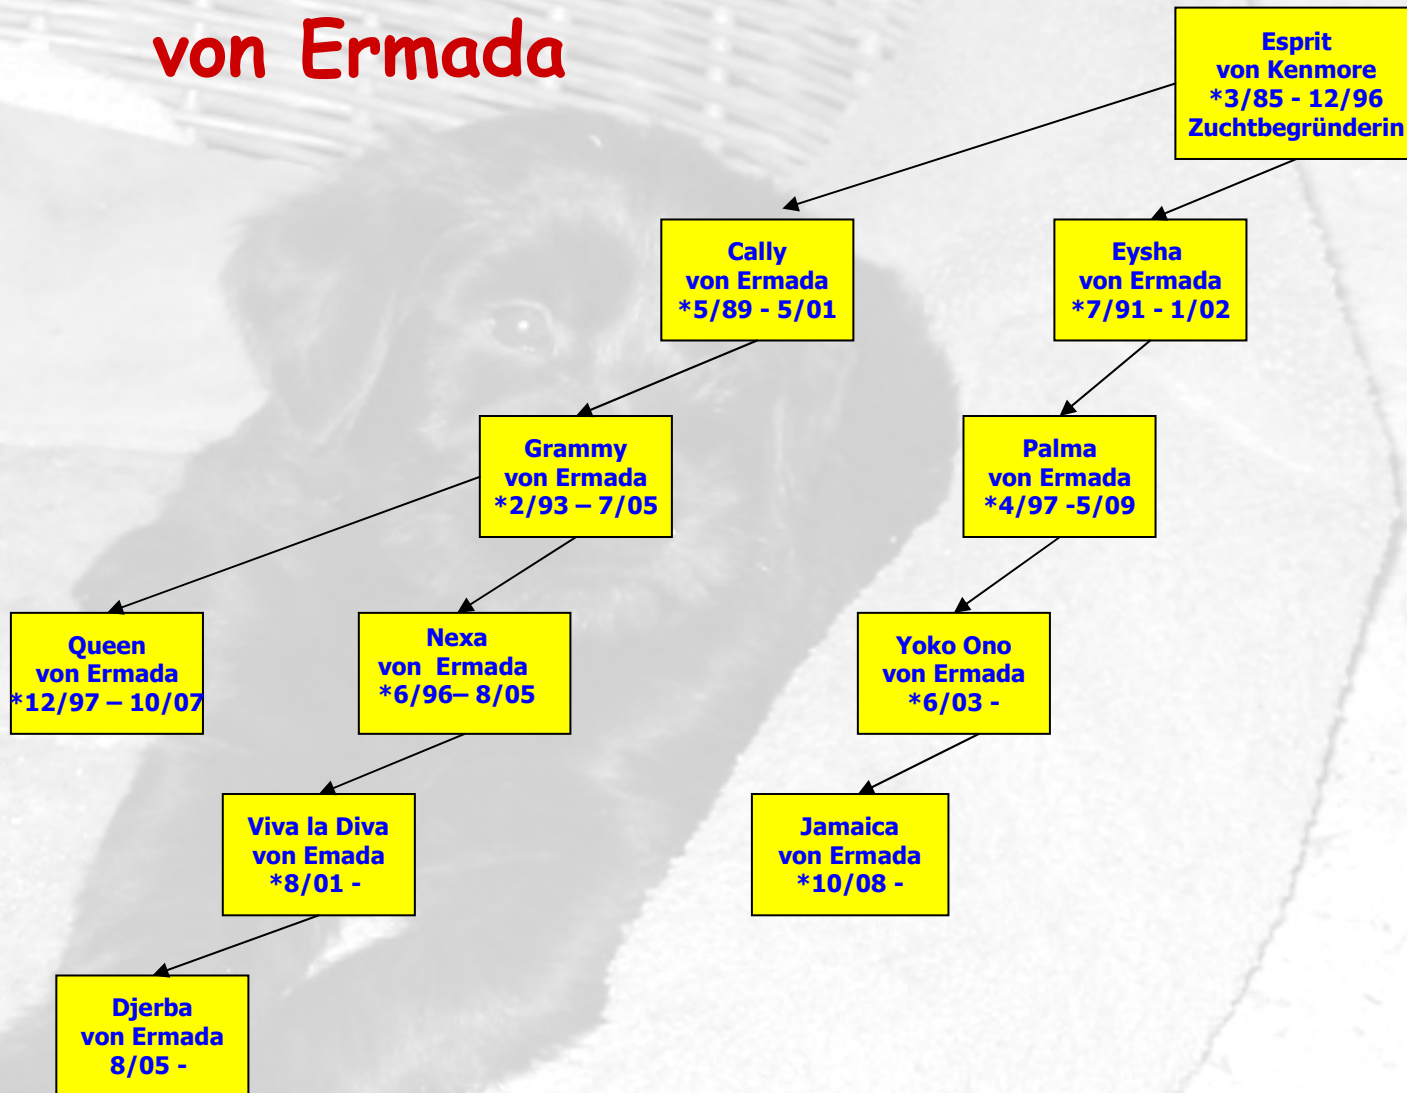 von Ermada
Esprit
von Kenmore
*3/85 - 12/96
Zuchtbegründerin
Cally
von Ermada
*5/89 - 5/01
Eysha
von Ermada
*7/91 - 1/02
Grammy
von Ermada
*2/93 – 7/05
Palma
von Ermada
*4/97 -5/09
Queen
von Ermada
*12/97 – 10/07
Nexa
von  Ermada
*6/96– 8/05
Yoko Ono
von Ermada
*6/03 -
Viva la Diva
von Emada
*8/01 -
Jamaica
von Ermada
*10/08 -
Djerba
von Ermada
8/05 -